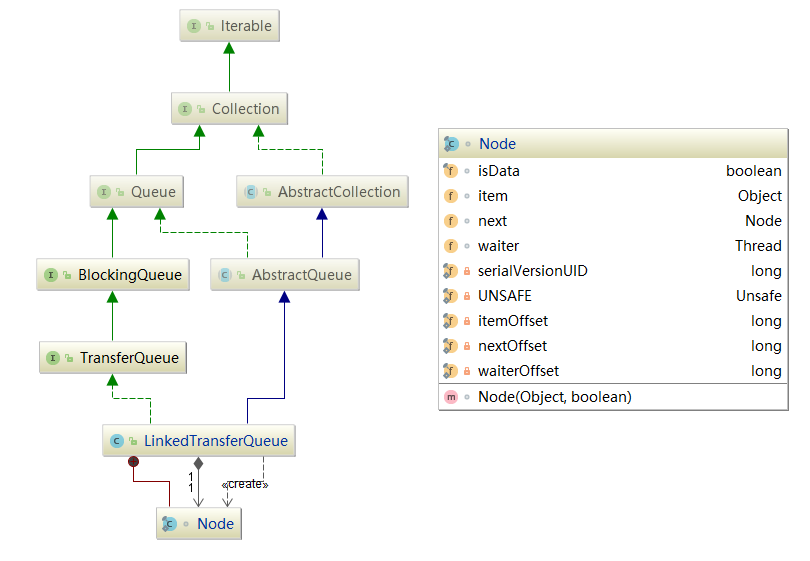 Iterable
Collection
Queue
AbstractCollection
BlockingQueue
AbstractQueue
TransferQueue
LinkedTransferQueue
1
1
«create»
Node
Node
isData boolean
item Object
next Node
waiter Thread
serialVersionUID long
UNSAFE Unsafe
itemOffset long
nextOffset long
waiterOffset long
Node(Object, boolean)